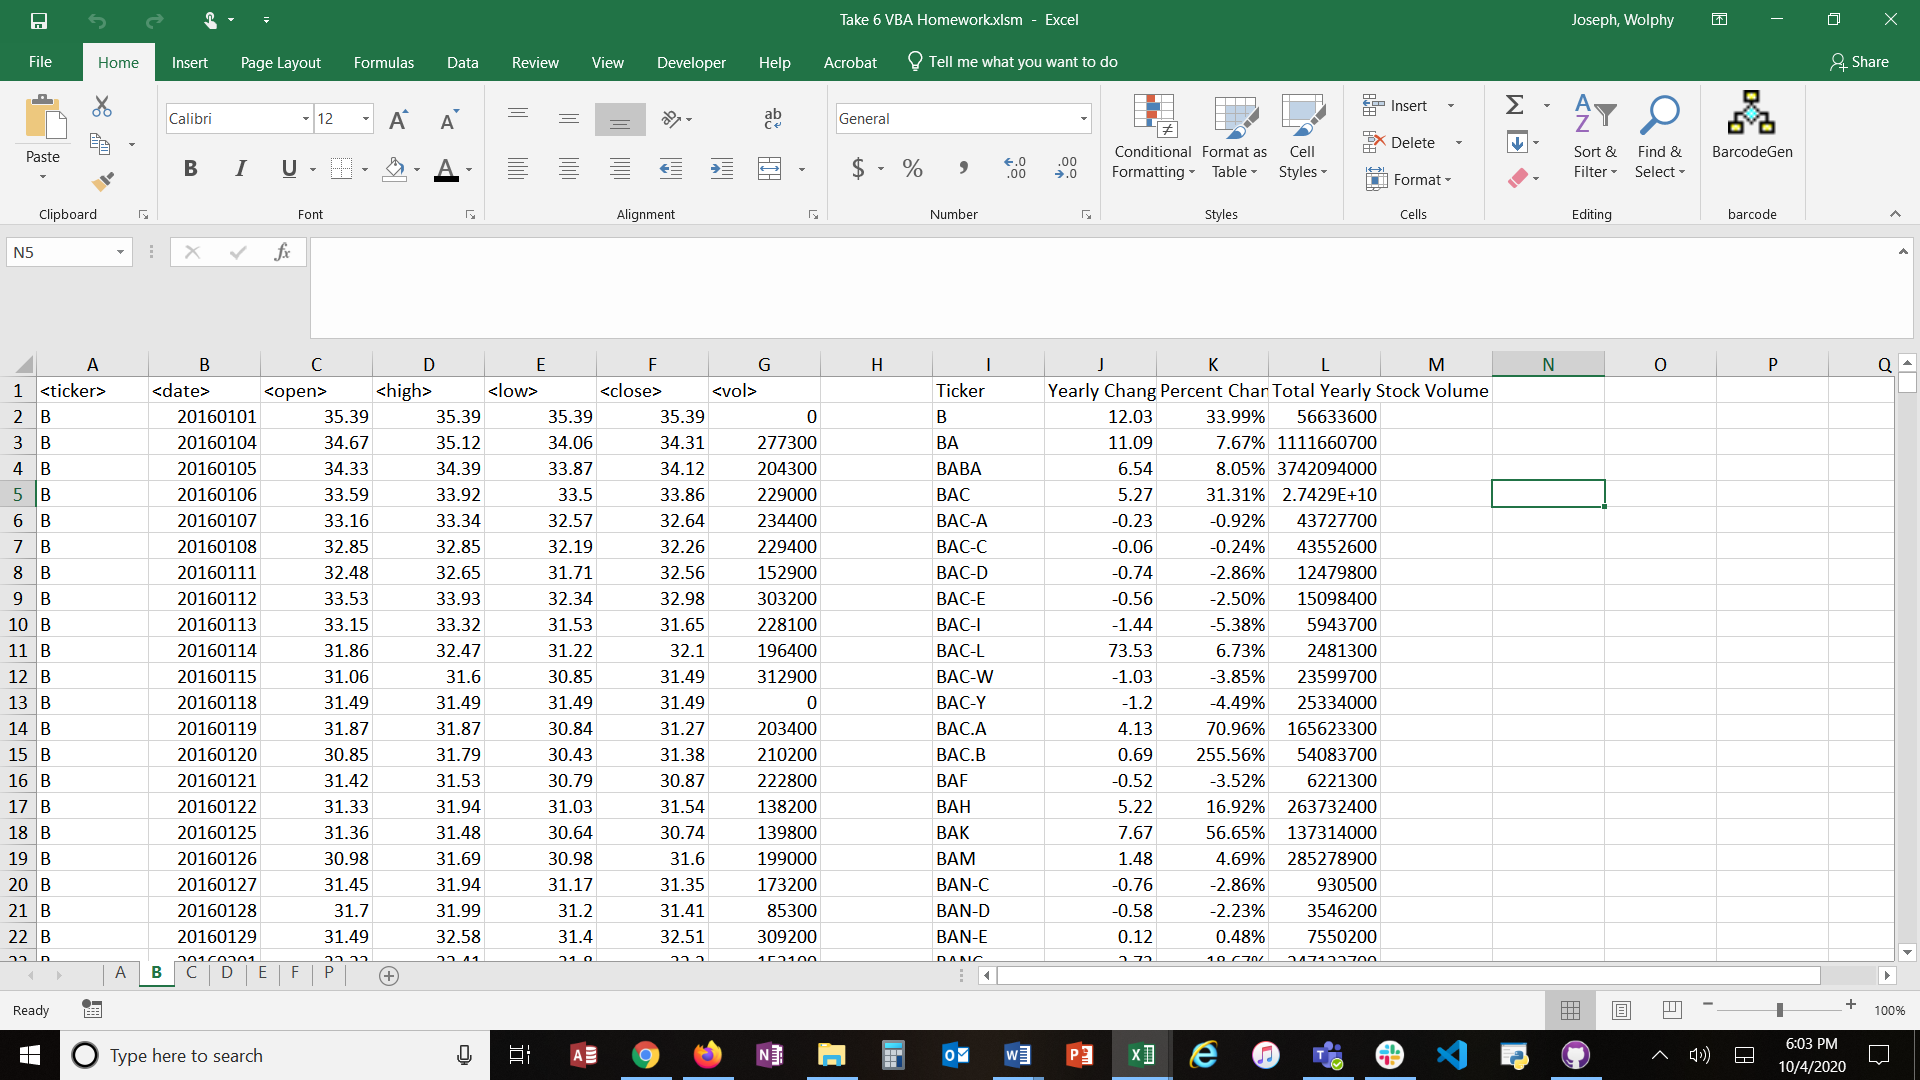 Take 6 VBA Homework.xlsm - Excel
Joseph, Wolphy
File Home Insert Page Layout Formulas Data Review View Developer Help Acrobat Tell me what you want to do Share
Paste
Clipboard
Calibri 12
B I U A
Font
ab
Alignment
General
$ % ,
Number
Conditional Formatting
Format as Table
Cell Styles
Styles
Insert
Delete
Format
Cells
Sort & Filter
Find & Select
Editing
BarcodeGen
barcode
N5 fx
A B C D E F G H I J K L M N O P Q
1 <ticker> <date> <open> <high> <low> <close> <vol> Ticker Yearly Chang Percent Chan Total Yearly Stock Volume
2 B 20160101 35.39 35.39 35.39 35.39 0 B 12.03 33.99% 56633600
3 B 20160104 34.67 35.12 34.06 34.31 277300 BA 11.09 7.67% 1111660700
4 B 20160105 34.33 34.39 33.87 34.12 204300 BABA 6.54 8.05% 3742094000
5 B 20160106 33.59 33.92 33.5 33.86 229000 BAC 5.27 31.31% 2.7429E+10
6 B 20160107 33.16 33.34 32.57 32.64 234400 BAC-A -0.23 -0.92% 43727700
7 B 20160108 32.85 32.85 32.19 32.26 229400 BAC-C -0.06 -0.24% 43552600
8 B 20160111 32.48 32.65 31.71 32.56 152900 BAC-D -0.74 -2.86% 12479800
9 B 20160112 33.53 33.93 32.34 32.98 303200 BAC-E -0.56 -2.50% 15098400
10 B 20160113 33.15 33.32 31.53 31.65 228100 BAC-I -1.44 -5.38% 5943700
11 B 20160114 31.86 32.47 31.22 32.1 196400 BAC-L 73.53 6.73% 2481300
12 B 20160115 31.06 31.6 30.85 31.49 312900 BAC-W -1.03 -3.85% 23599700
13 B 20160118 31.49 31.49 31.49 31.49 0 BAC-Y -1.2 -4.49% 25334000
14 B 20160119 31.87 31.87 30.84 31.27 203400 BAC.A 4.13 70.96% 165623300
15 B 20160120 30.85 31.79 30.43 31.38 210200 BAC.B 0.69 255.56% 54083700
16 B 20160121 31.42 31.53 30.79 30.87 222800 BAF -0.52 -3.52% 6221300
17 B 20160122 31.33 31.94 31.03 31.54 138200 BAH 5.22 16.92% 263732400
18 B 20160125 31.36 31.48 30.64 30.74 139800 BAK 7.67 56.65% 137314000
19 B 20160126 30.98 31.69 30.98 31.6 199000 BAM 1.48 4.69% 285278900
20 B 20160127 31.45 31.94 31.17 31.35 173200 BAN-C -0.76 -2.86% 930500
21 B 20160128 31.7 31.99 31.2 31.41 85300 BAN-D -0.58 -2.23% 3546200
22 B 20160129 31.49 32.58 31.4 32.51 309200 BAN-E 0.12 0.48% 7550200
A B C D E F P
Ready
100%
Type here to search
6:03 PM
10/4/2020